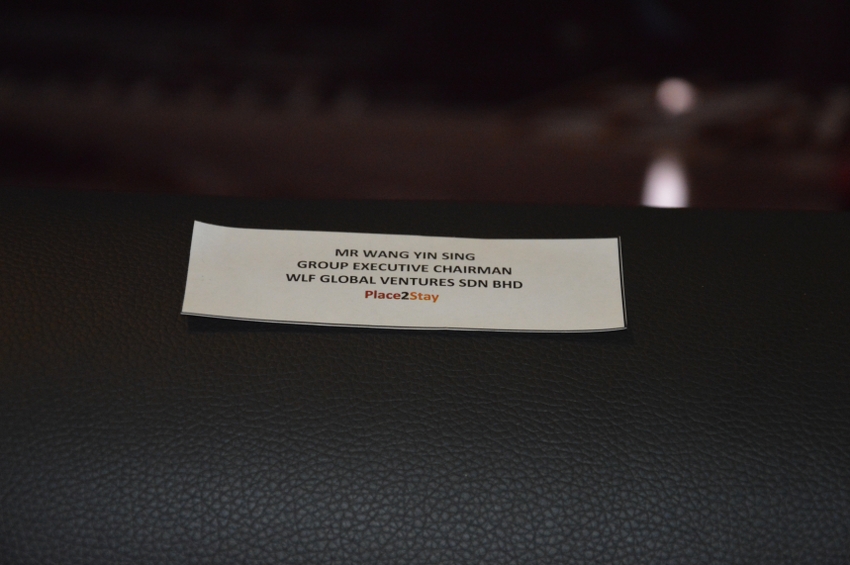 MR WANG YIN SING
GROUP EXECUTIVE CHAIRMAN
WLF GLOBAL VENTURES SDN BHD
Place2Stay